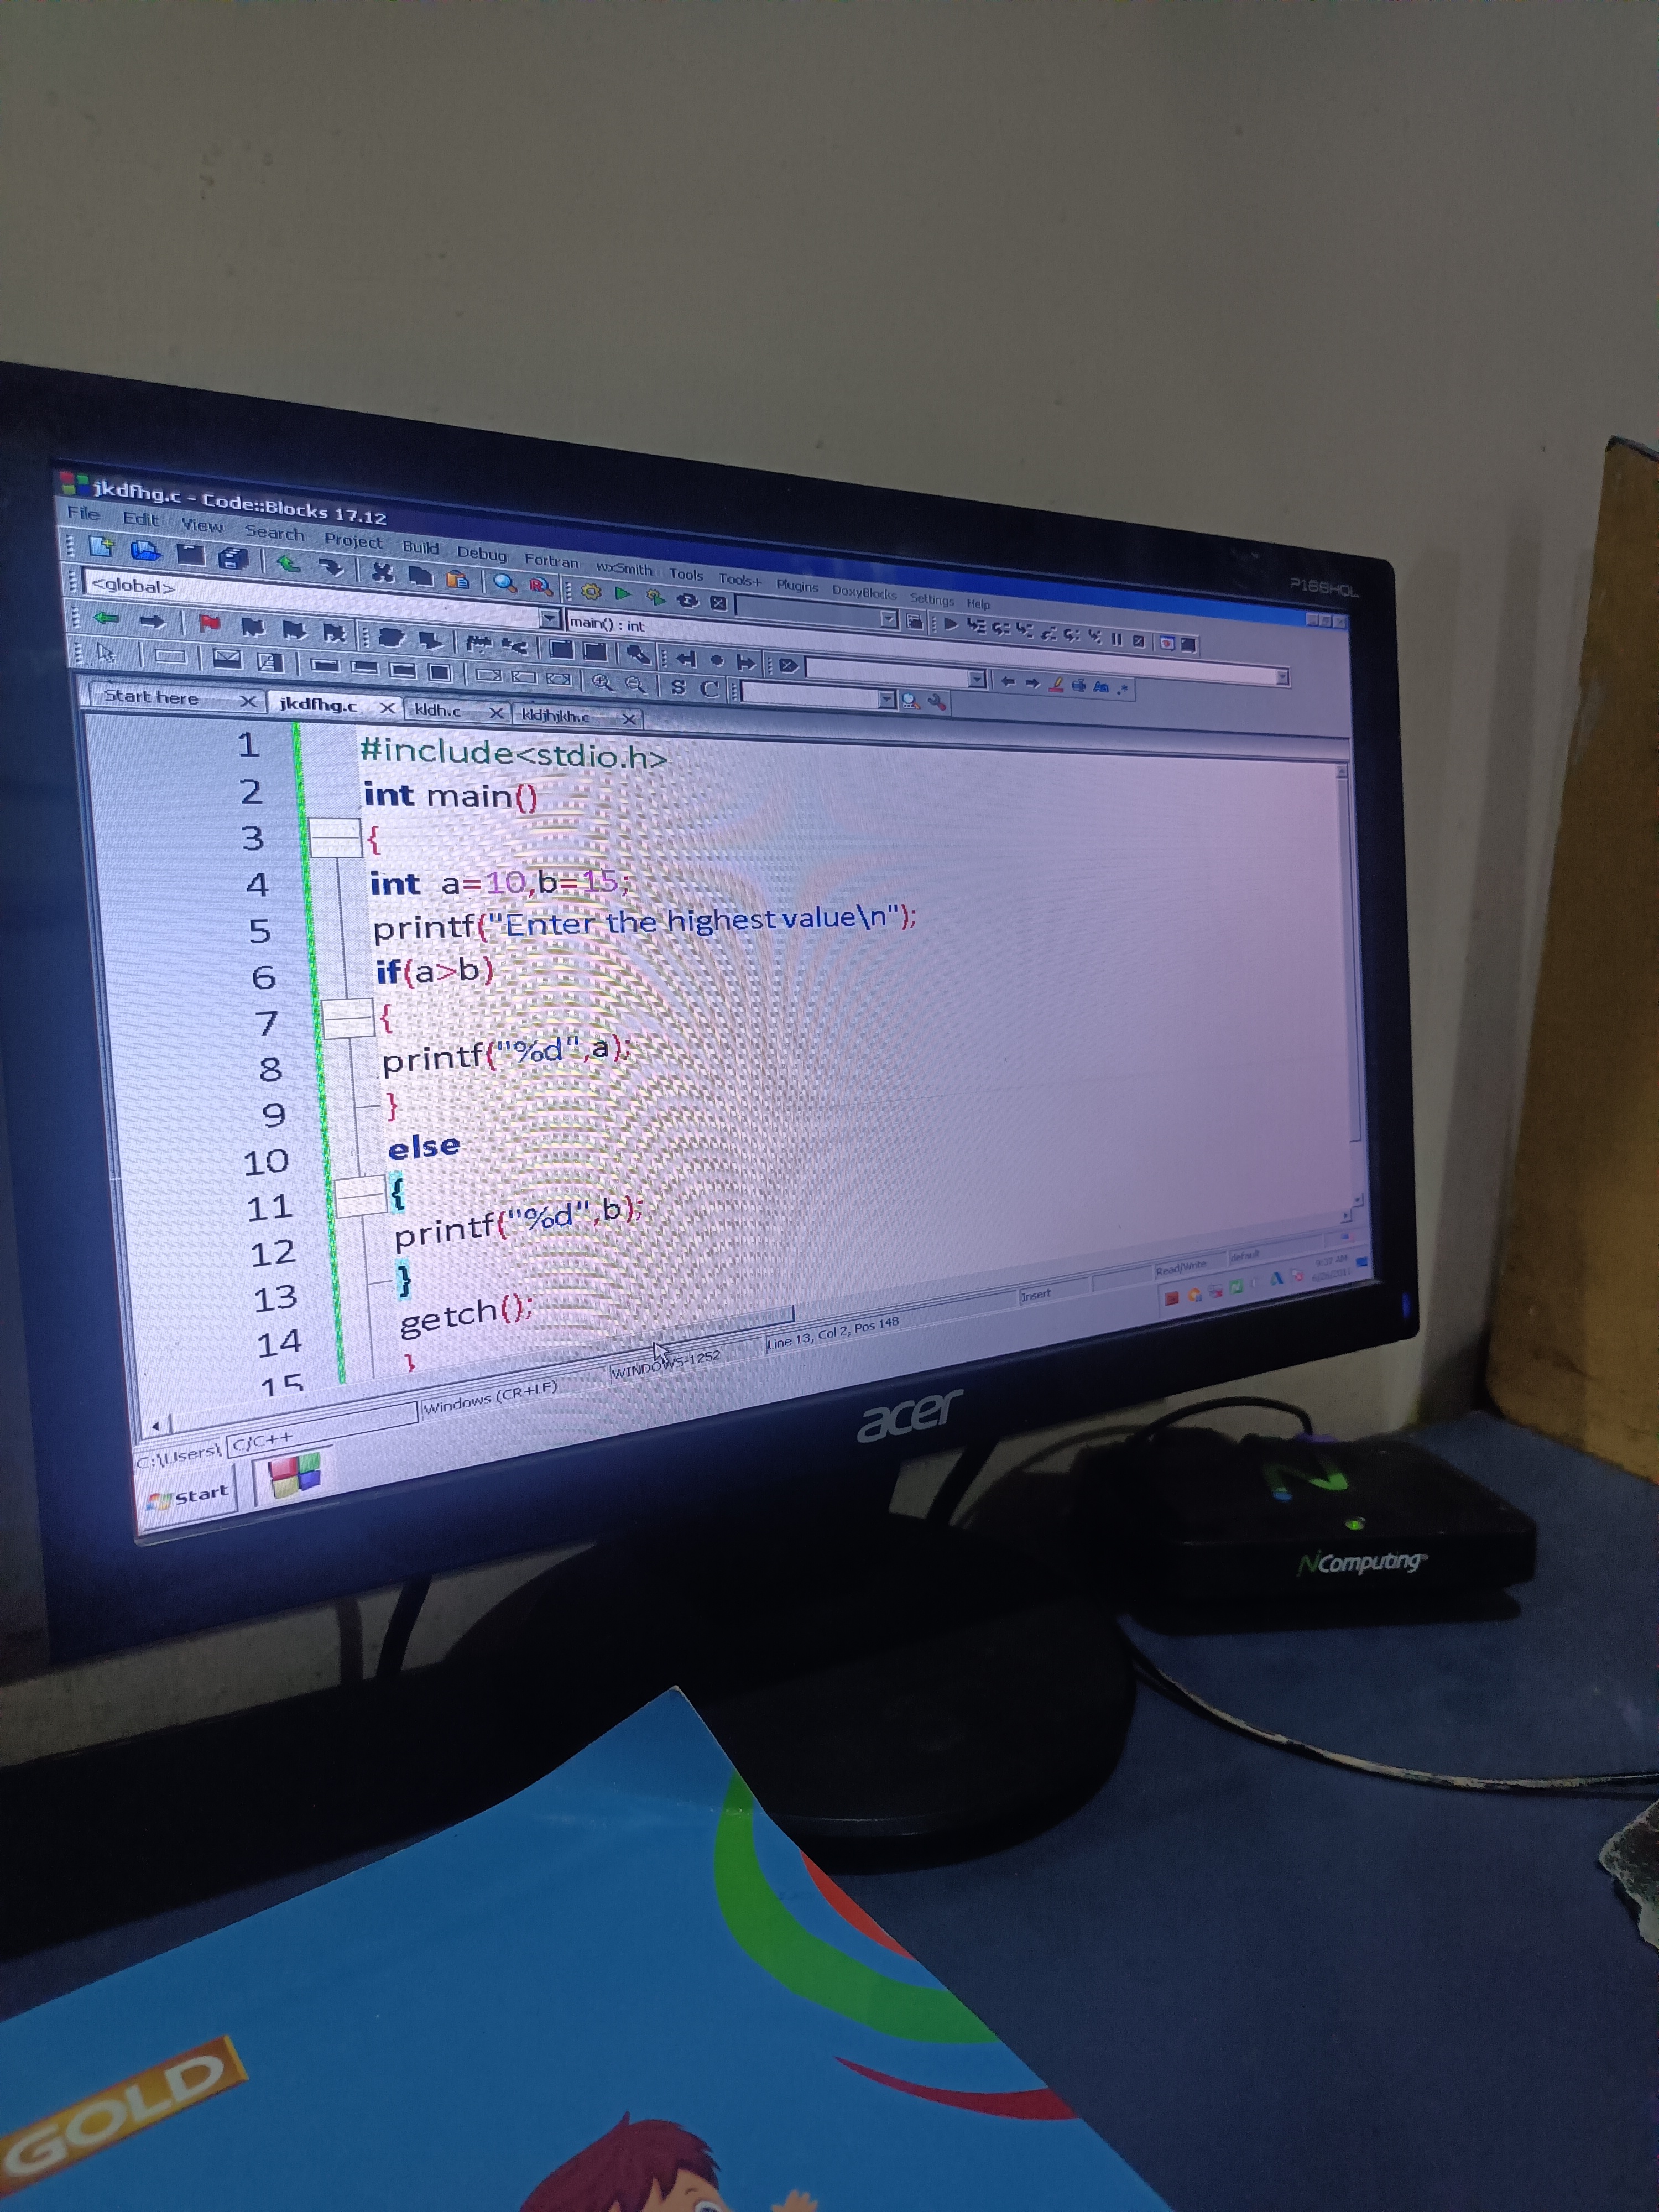 P166HQL
jkdfhg.c - Code::Blocks 17.12
File Edit View Search Project Build Debug Fortran wxSmith Tools Tools+ Plugins DoxyBlocks Settings Help
<global>
main() : int
S C
Start here jkdfhg.c kldh.c kldjhjkh.c
1 #include<stdio.h>
2 int main()
3 {
4 int a=10,b=15;
5 printf("Enter the highest value\n");
6 if(a>b)
7 {
8 printf("%d",a);
9 }
10 else
11 {
12 printf("%d",b);
13 }
14 getch();
15 }
C:\Users\ C/C++ Windows (CR+LF) WINDOWS-1252 Line 13, Col 2, Pos 148 Insert Read/Write default
Start
acer
NComputing
GOLD